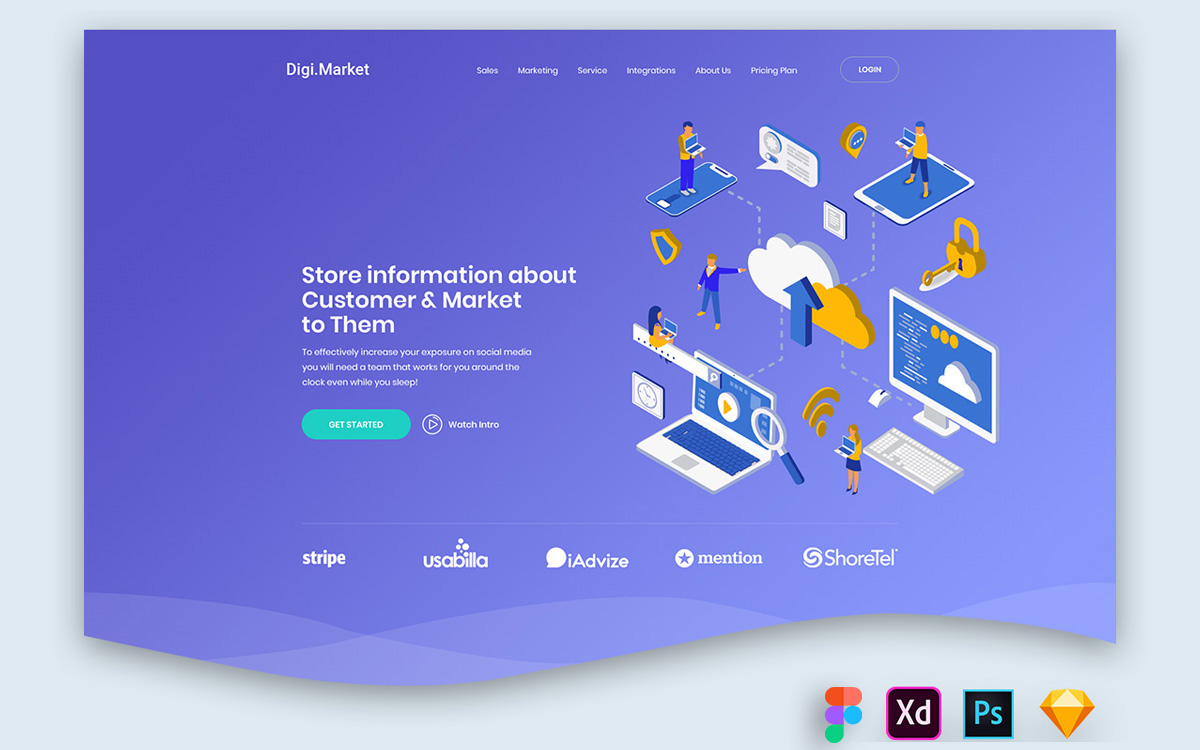 Digi.Market
Sales Marketing Service Integrations About Us Pricing Plan LOGIN
Store information about
Customer & Market
to Them
To effectively increase your exposure on social media
you will need a team that works for you around the
clock even while you sleep!
GET STARTED Watch Intro
stripe usabilla iAdvize mention ShoreTel
Xd Ps